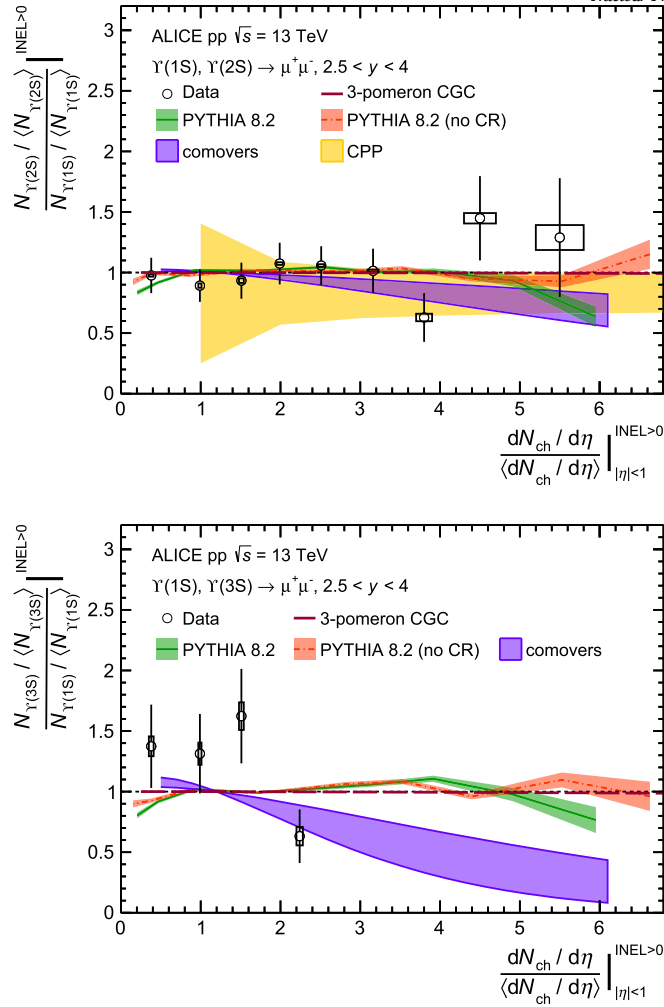 3
2.5
2
1.5
1
0.5
0
N_ϒ(2S) / ⟨N_ϒ(2S)⟩
N_ϒ(1S) / ⟨N_ϒ(1S)⟩
INEL>0
ALICE pp √s = 13 TeV
ϒ(1S), ϒ(2S) → μ⁺μ⁻, 2.5 < y < 4
Data 3-pomeron CGC
PYTHIA 8.2 PYTHIA 8.2 (no CR)
comovers CPP
0 1 2 3 4 5 6
dN_ch / dη
⟨dN_ch / dη⟩
INEL>0
|η|<1
3
2.5
2
1.5
1
0.5
0
N_ϒ(3S) / ⟨N_ϒ(3S)⟩
N_ϒ(1S) / ⟨N_ϒ(1S)⟩
INEL>0
ALICE pp √s = 13 TeV
ϒ(1S), ϒ(3S) → μ⁺μ⁻, 2.5 < y < 4
Data 3-pomeron CGC
PYTHIA 8.2 PYTHIA 8.2 (no CR) comovers
0 1 2 3 4 5 6
dN_ch / dη
⟨dN_ch / dη⟩
INEL>0
|η|<1